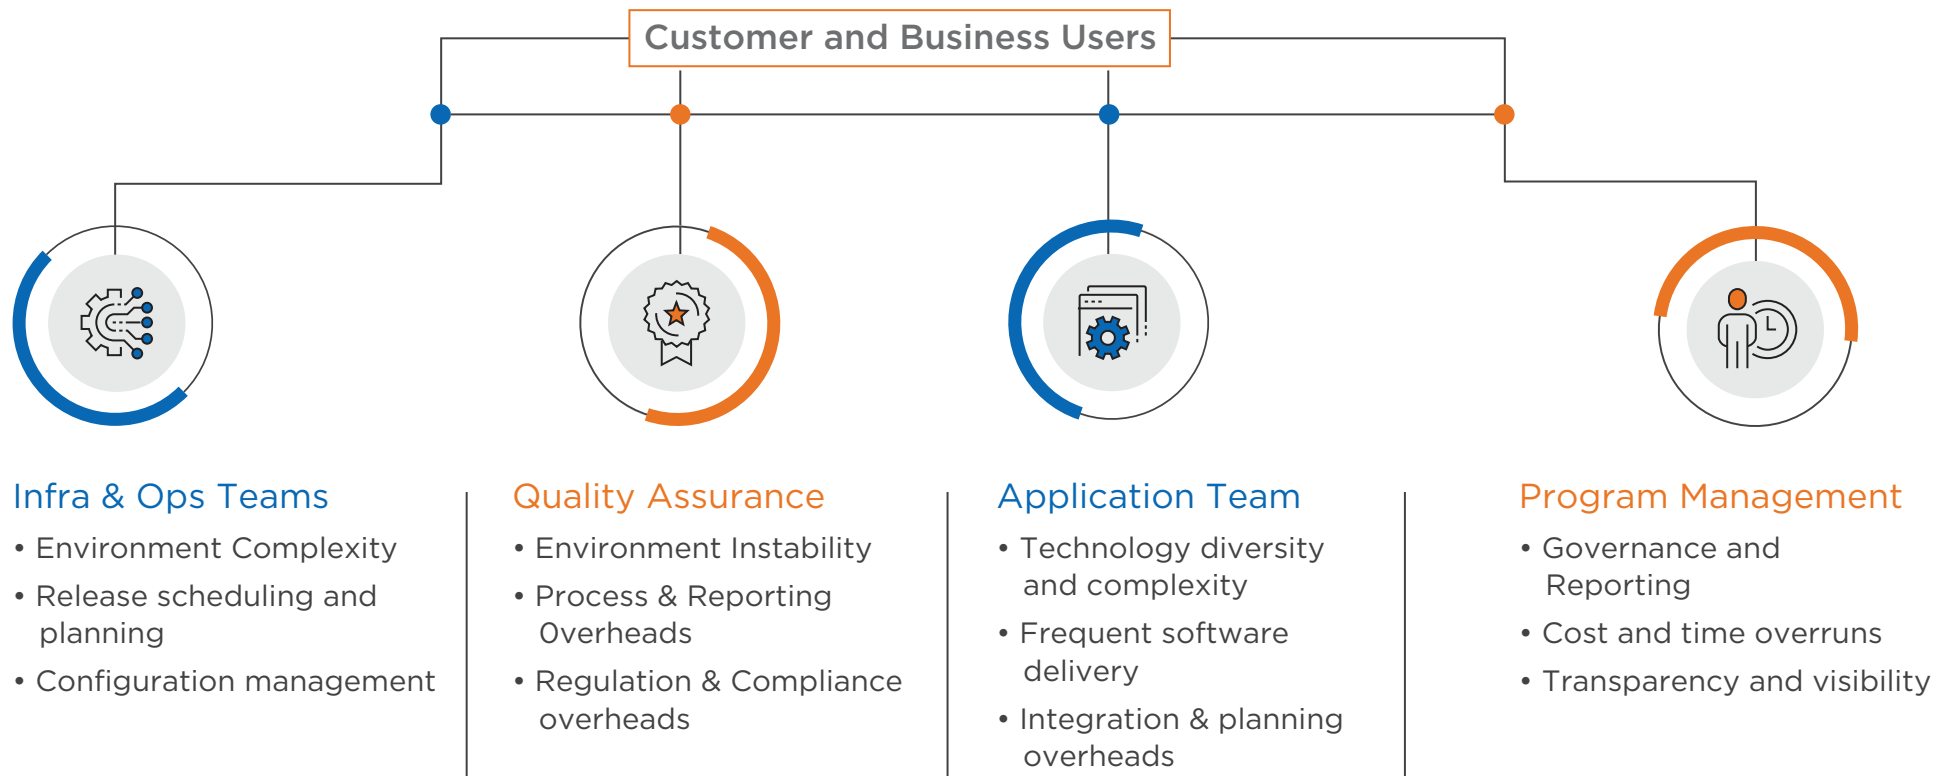 Customer and Business Users
Infra & Ops Teams
• Environment Complexity
• Release scheduling and
planning
• Configuration management
Quality Assurance
• Environment Instability
• Process & Reporting
0verheads
• Regulation & Compliance
overheads
Application Team
• Technology diversity
and complexity
• Frequent software
delivery
• Integration & planning
overheads
Program Management
• Governance and
Reporting
• Cost and time overruns
• Transparency and visibility